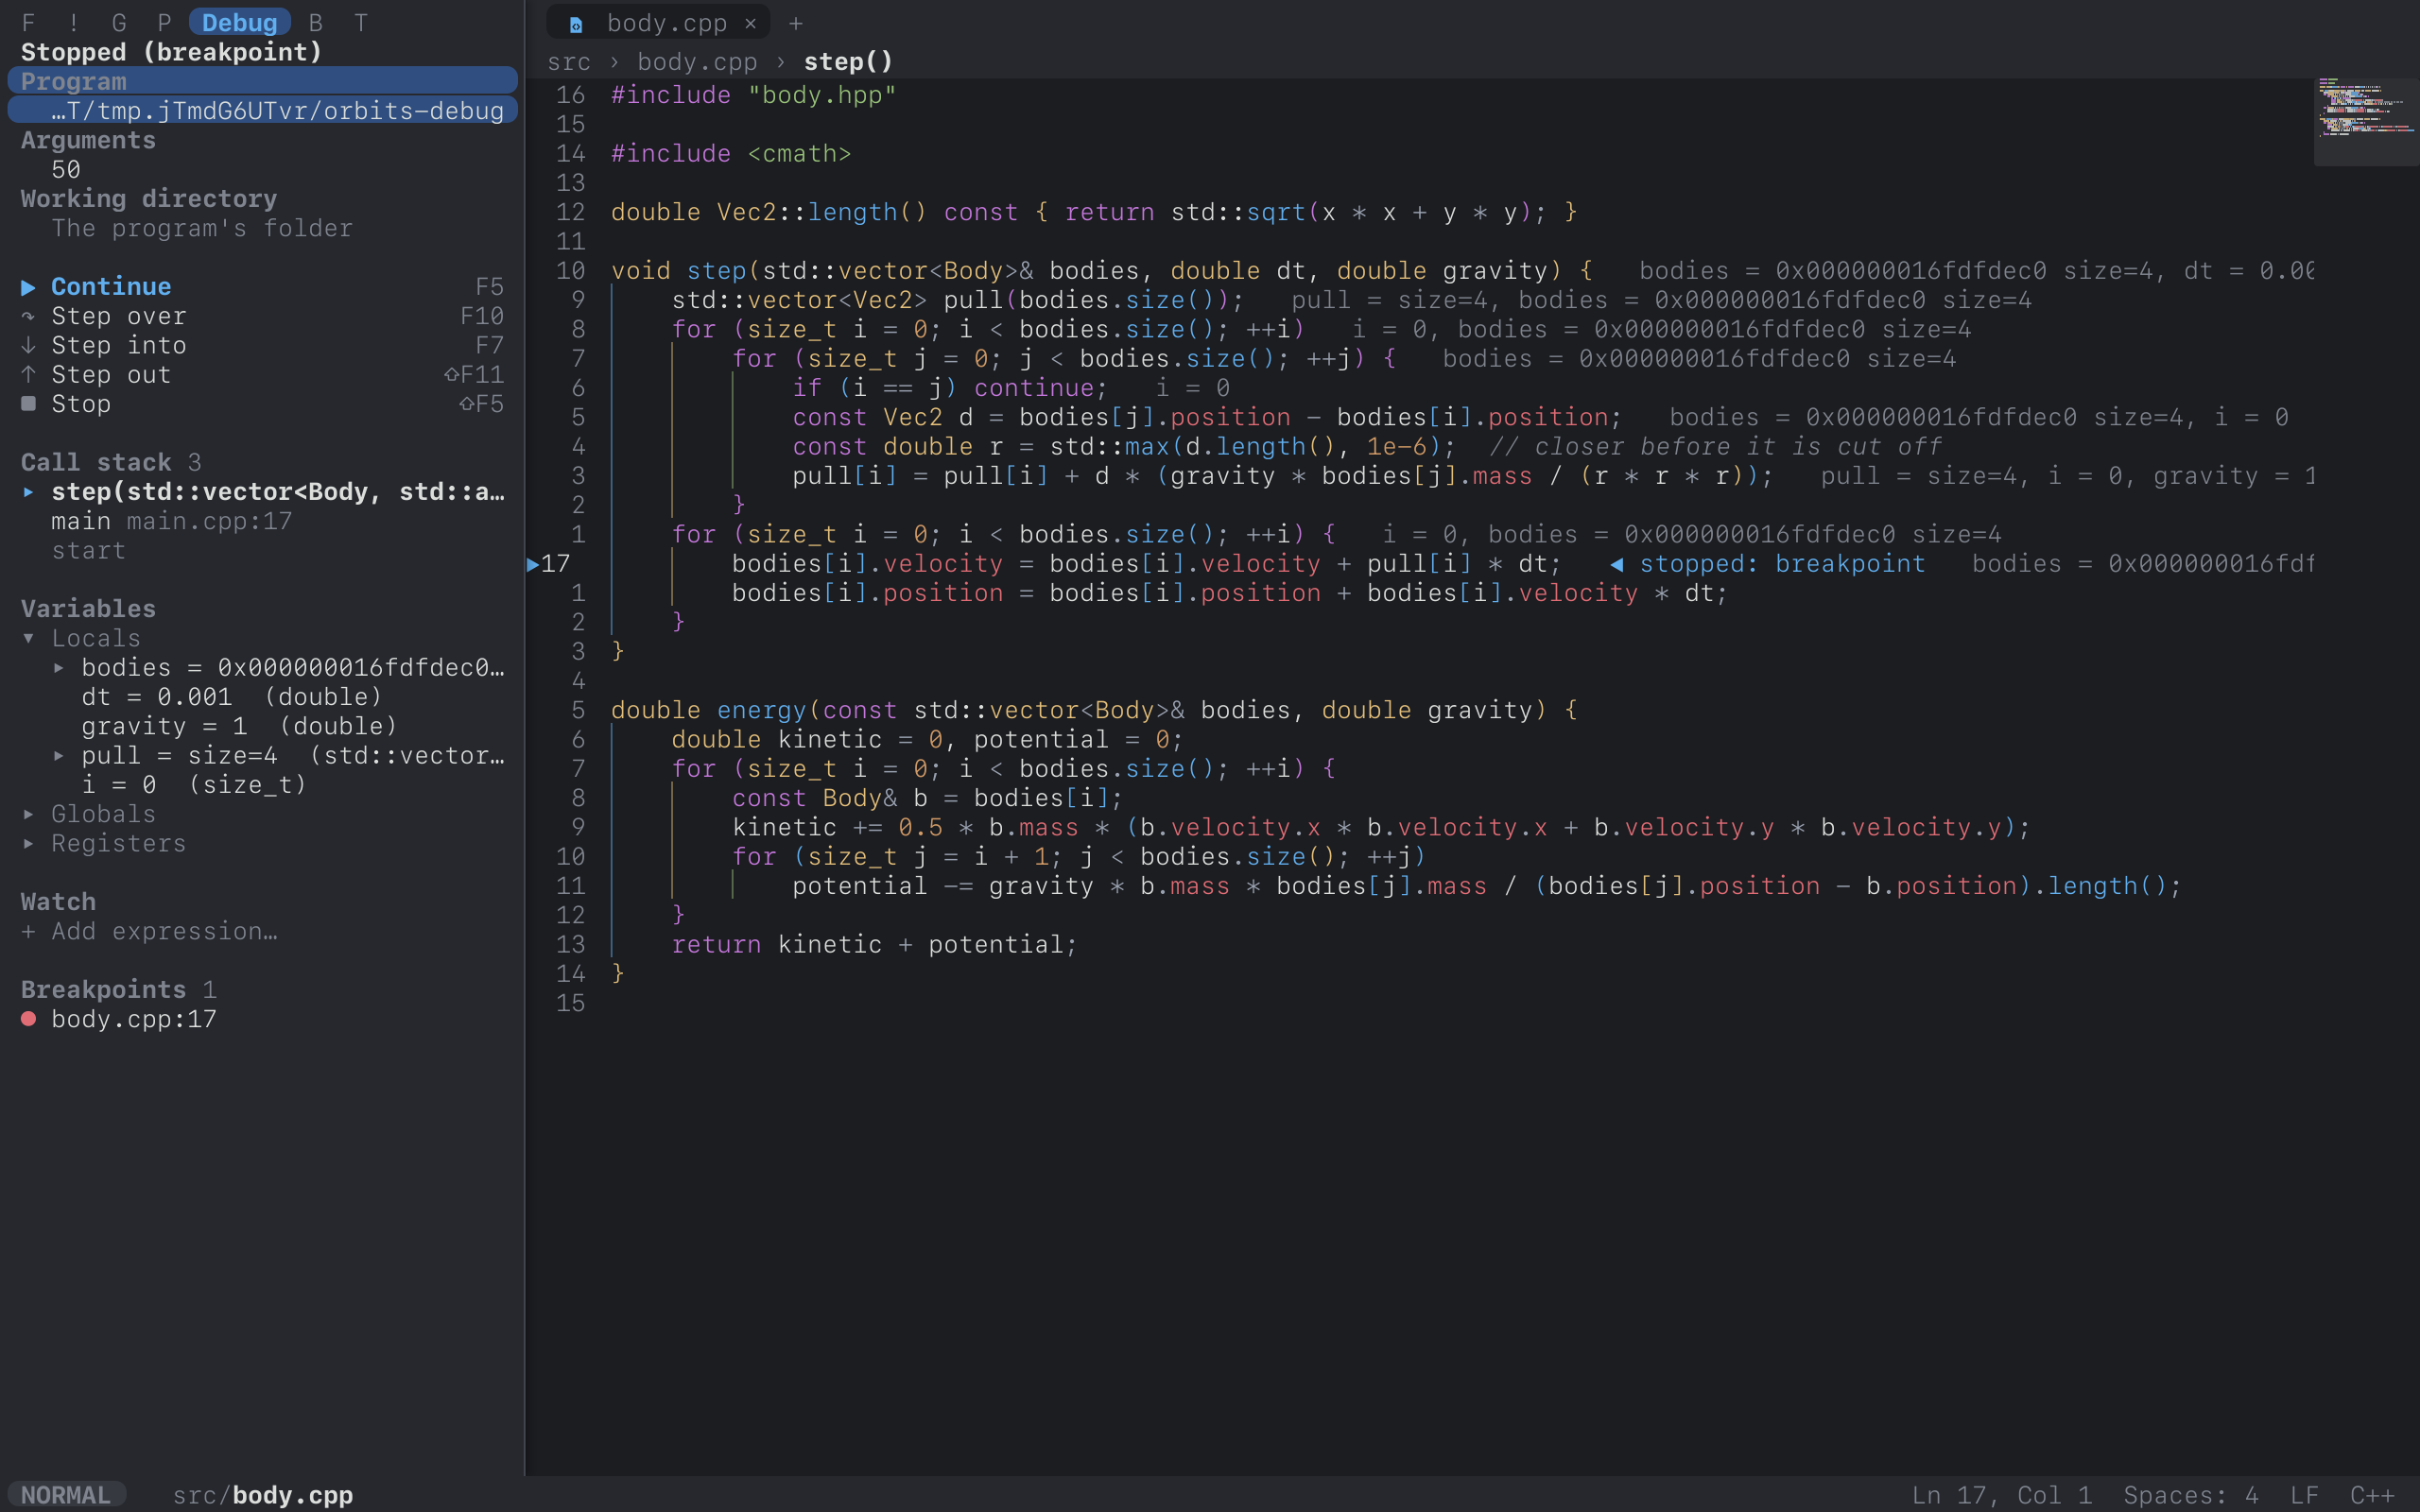 F ! G P Debug B T
Stopped (breakpoint)
Program
…T/tmp.jTmdG6UTvr/orbits-debug
Arguments
50
Working directory
The program's folder
▶ Continue F5
↷ Step over F10
↓ Step into F7
↑ Step out ⇧F11
■ Stop ⇧F5
Call stack 3
▸ step(std::vector<Body, std::a…
main main.cpp:17
start
Variables
▾ Locals
▸ bodies = 0x000000016fdfdec0…
dt = 0.001 (double)
gravity = 1 (double)
▸ pull = size=4 (std::vector…
i = 0 (size_t)
▸ Globals
▸ Registers
Watch
+ Add expression…
Breakpoints 1
● body.cpp:17
body.cpp × +
src › body.cpp › step()
16 #include "body.hpp"
15
14 #include <cmath>
13
12 double Vec2::length() const { return std::sqrt(x * x + y * y); }
11
10 void step(std::vector<Body>& bodies, double dt, double gravity) { bodies = 0x000000016fdfdec0 size=4, dt = 0.00
9 std::vector<Vec2> pull(bodies.size()); pull = size=4, bodies = 0x000000016fdfdec0 size=4
8 for (size_t i = 0; i < bodies.size(); ++i) i = 0, bodies = 0x000000016fdfdec0 size=4
7 for (size_t j = 0; j < bodies.size(); ++j) { bodies = 0x000000016fdfdec0 size=4
6 if (i == j) continue; i = 0
5 const Vec2 d = bodies[j].position - bodies[i].position; bodies = 0x000000016fdfdec0 size=4, i = 0
4 const double r = std::max(d.length(), 1e-6); // closer before it is cut off
3 pull[i] = pull[i] + d * (gravity * bodies[j].mass / (r * r * r)); pull = size=4, i = 0, gravity = 1
2 }
1 for (size_t i = 0; i < bodies.size(); ++i) { i = 0, bodies = 0x000000016fdfdec0 size=4
▶17 bodies[i].velocity = bodies[i].velocity + pull[i] * dt; ◀ stopped: breakpoint bodies = 0x000000016fdf
1 bodies[i].position = bodies[i].position + bodies[i].velocity * dt;
2 }
3 }
4
5 double energy(const std::vector<Body>& bodies, double gravity) {
6 double kinetic = 0, potential = 0;
7 for (size_t i = 0; i < bodies.size(); ++i) {
8 const Body& b = bodies[i];
9 kinetic += 0.5 * b.mass * (b.velocity.x * b.velocity.x + b.velocity.y * b.velocity.y);
10 for (size_t j = i + 1; j < bodies.size(); ++j)
11 potential -= gravity * b.mass * bodies[j].mass / (bodies[j].position - b.position).length();
12 }
13 return kinetic + potential;
14 }
15
NORMAL src/body.cpp Ln 17, Col 1 Spaces: 4 LF C++